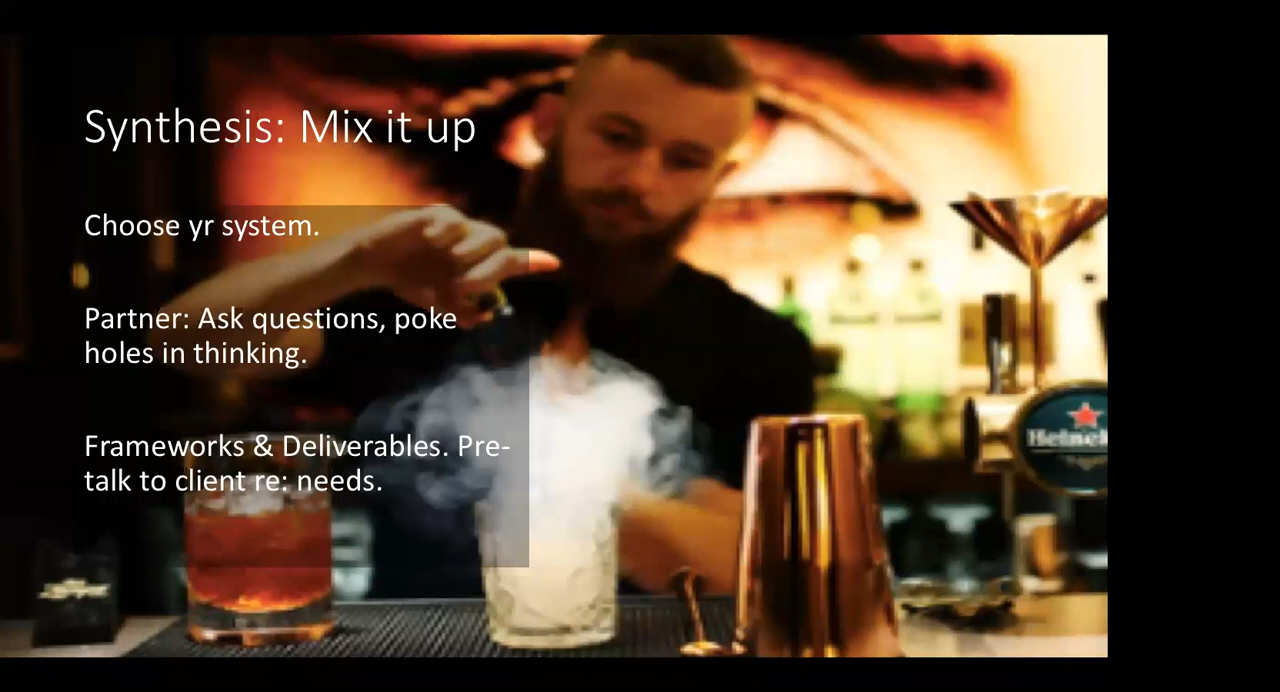 Synthesis: Mix it up
Choose yr system.
Partner: Ask questions, poke
holes in thinking.
Frameworks & Deliverables. Pre-
talk to client re: needs.
Heinek